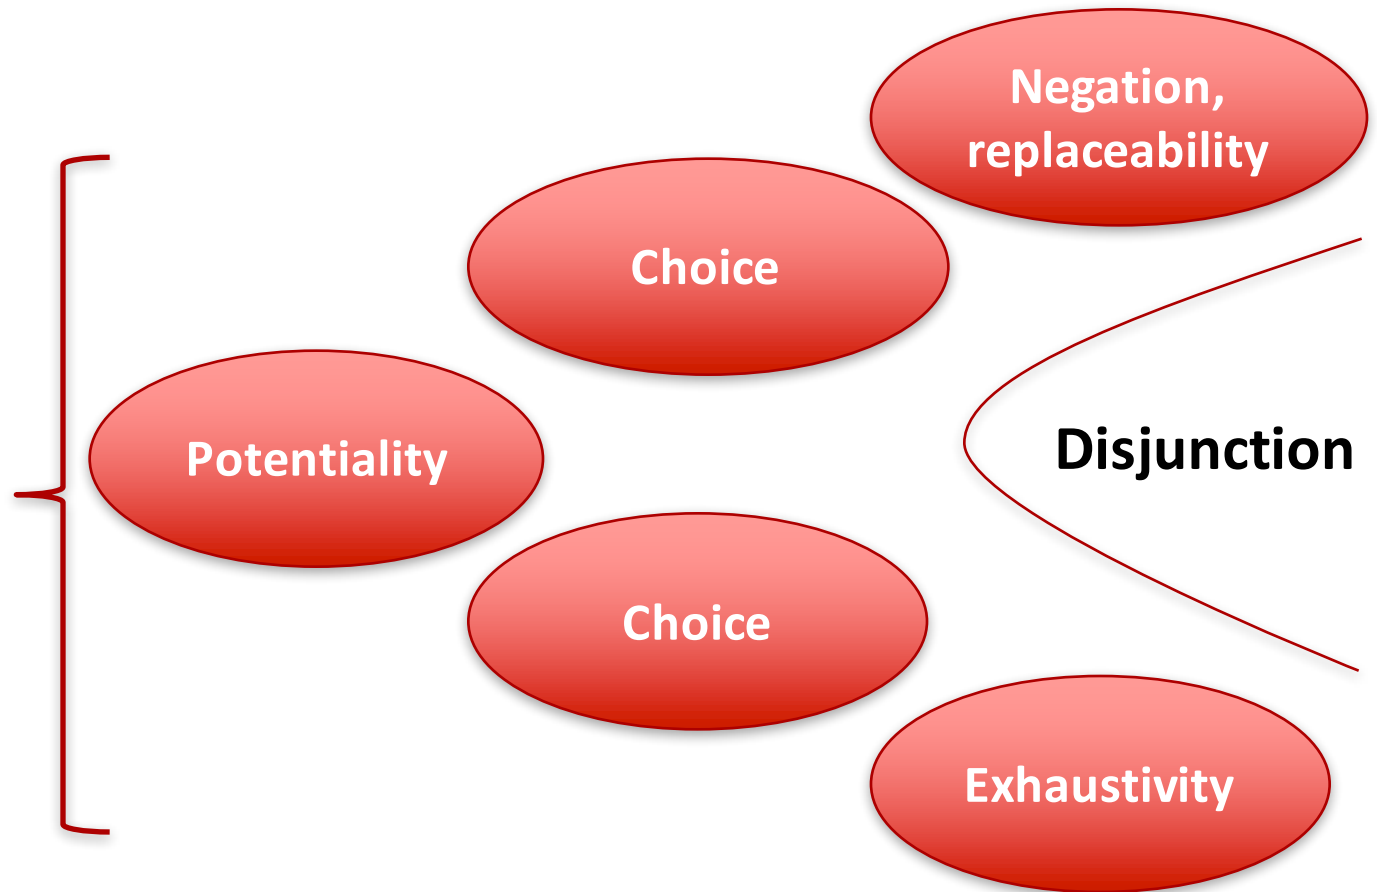 Negation,
replaceability
Choice
Disjunction
Potentiality
Choice
Exhaustivity